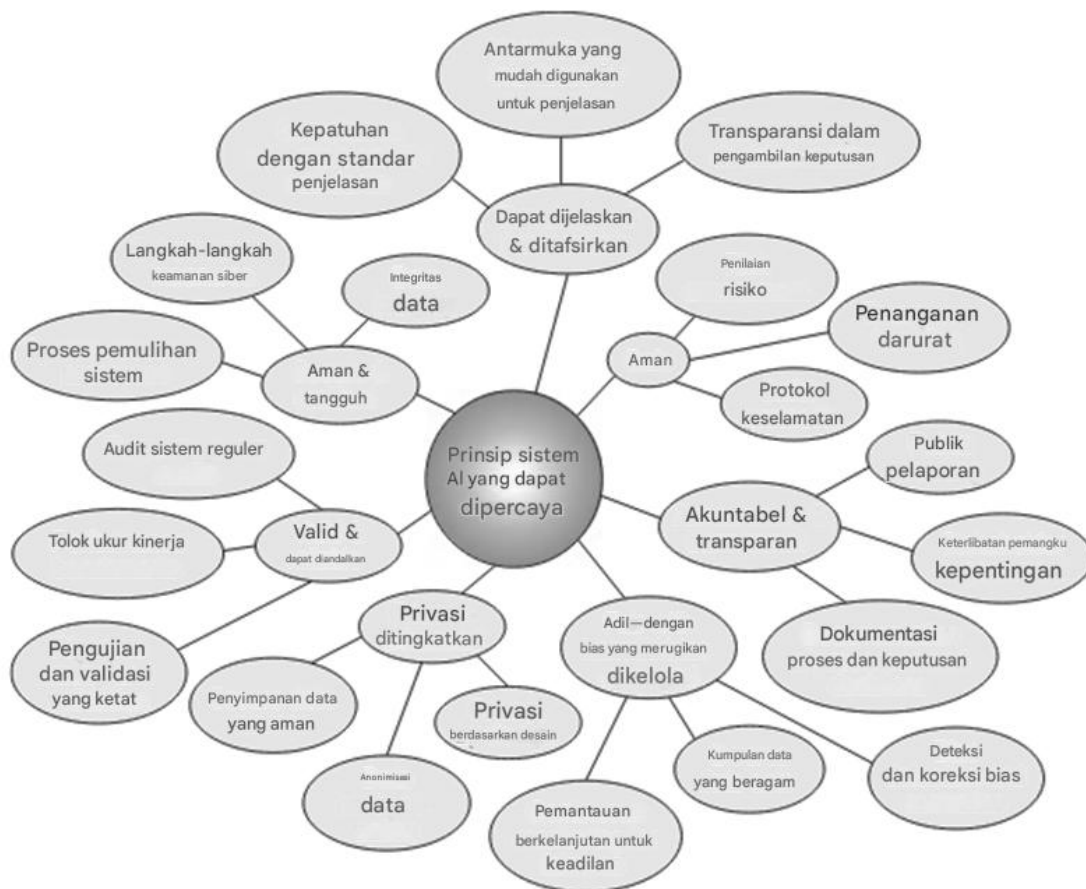 Antarmuka yang
mudah digunakan
untuk penjelasan
Kepatuhan
dengan standar
penjelasan
Transparansi dalam
pengambilan keputusan
Dapat dijelaskan
& ditafsirkan
Langkah-langkah
keamanan siber
Integritas
data
Penilaian
risiko
Penanganan
darurat
Proses pemulihan
sistem
Aman &
tangguh
Aman
Protokol
keselamatan
Audit sistem reguler
Prinsip sistem
AI yang dapat
dipercaya
Publik
pelaporan
Tolok ukur kinerja
Valid &
dapat diandalkan
Akuntabel &
transparan
Keterlibatan pemangku
kepentingan
Pengujian
dan validasi
yang ketat
Privasi
ditingkatkan
Adil—dengan
bias yang merugikan
dikelola
Dokumentasi
proses dan keputusan
Penyimpanan data
yang aman
Privasi
berdasarkan desain
Anonimisasi
data
Kumpulan data
yang beragam
Deteksi
dan koreksi bias
Pemantauan
berkelanjutan untuk
keadilan